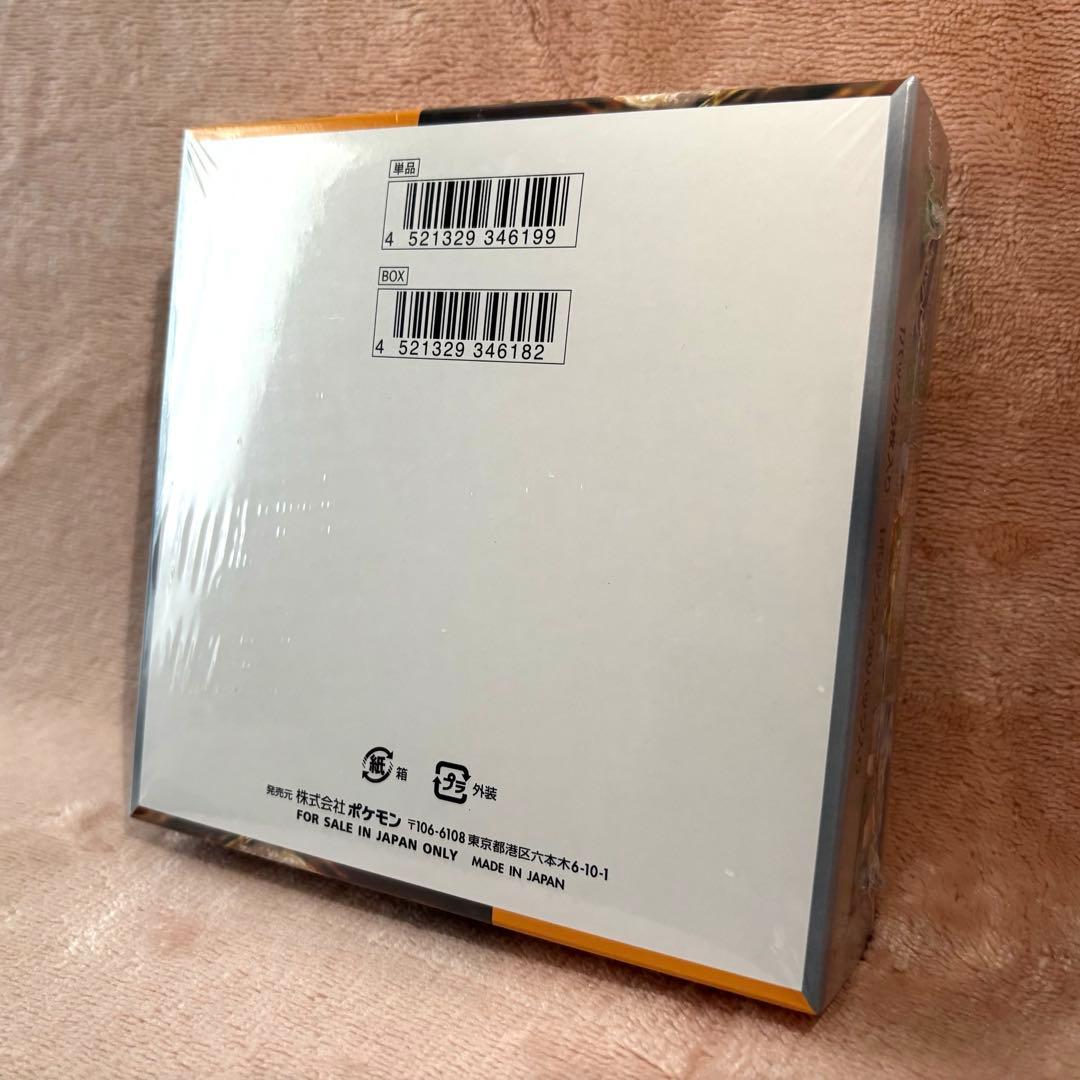 単品
4 521329 346199
BOX
4 521329 346182
紙 箱 プラ 外装
発売元 株式会社 ポケモン 〒106-6108 東京都港区六本木6-10-1
FOR SALE IN JAPAN ONLY MADE IN JAPAN